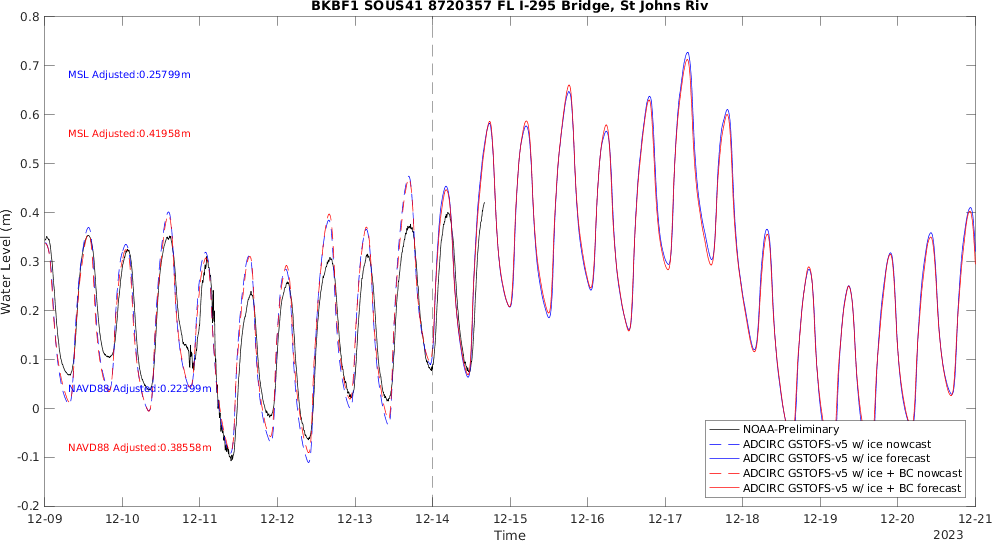 BKBF1 SOUS41 8720357 FL I-295 Bridge, St Johns Riv
0.8
0.7
0.6
0.5
0.4
0.3
0.2
0.1
0
-0.1
-0.2
Water Level (m)
MSL Adjusted:0.25799m
MSL Adjusted:0.41958m
NAVD88 Adjusted:0.22399m
NAVD88 Adjusted:0.38558m
NOAA-Preliminary
ADCIRC GSTOFS-v5 w/ ice nowcast
ADCIRC GSTOFS-v5 w/ ice forecast
ADCIRC GSTOFS-v5 w/ ice + BC nowcast
ADCIRC GSTOFS-v5 w/ ice + BC forecast
12-09 12-10 12-11 12-12 12-13 12-14 12-15 12-16 12-17 12-18 12-19 12-20 12-21
Time
2023